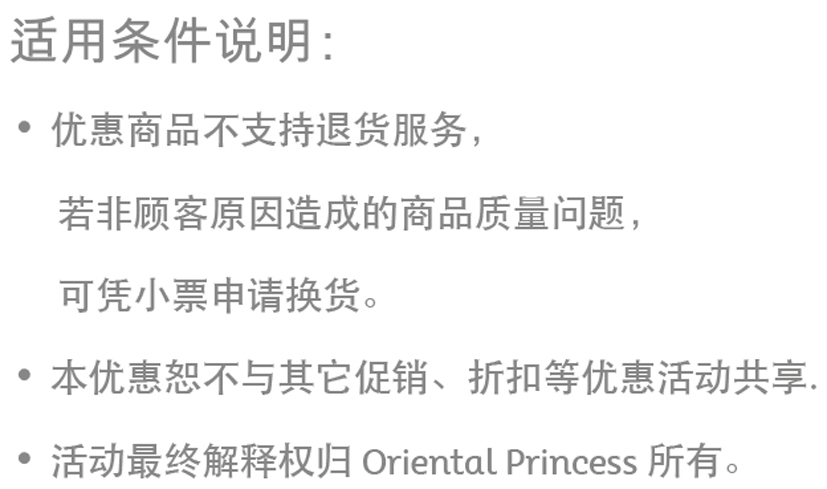 适用条件说明:
• 优惠商品不支持退货服务,
若非顾客原因造成的商品质量问题,
可凭小票申请换货。
• 本优惠恕不与其它促销、折扣等优惠活动共享.
• 活动最终解释权归 Oriental Princess 所有。